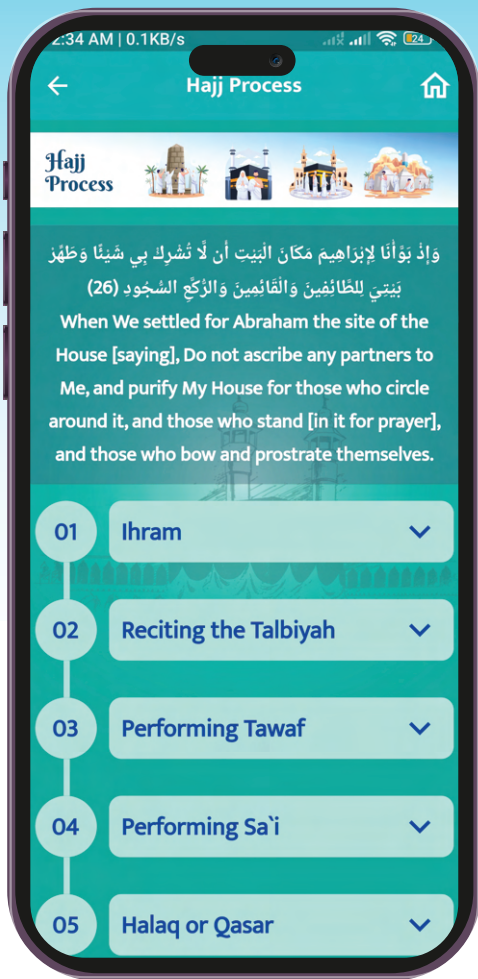 2:34 AM | 0.1KB/s
24
Hajj Process
Hajj
Process
وَإِذْ بَوَّأْنَا لِإِبْرَاهِيمَ مَكَانَ الْبَيْتِ أَن لَّا تُشْرِكْ بِي شَيْئًا وَطَهِّرْ
بَيْتِيَ لِلطَّائِفِينَ وَالْقَائِمِينَ وَالرُّكَّعِ السُّجُودِ (26)
When We settled for Abraham the site of the
House [saying], Do not ascribe any partners to
Me, and purify My House for those who circle
around it, and those who stand [in it for prayer],
and those who bow and prostrate themselves.
01 Ihram
02 Reciting the Talbiyah
03 Performing Tawaf
04 Performing Sa`i
05 Halaq or Qasar